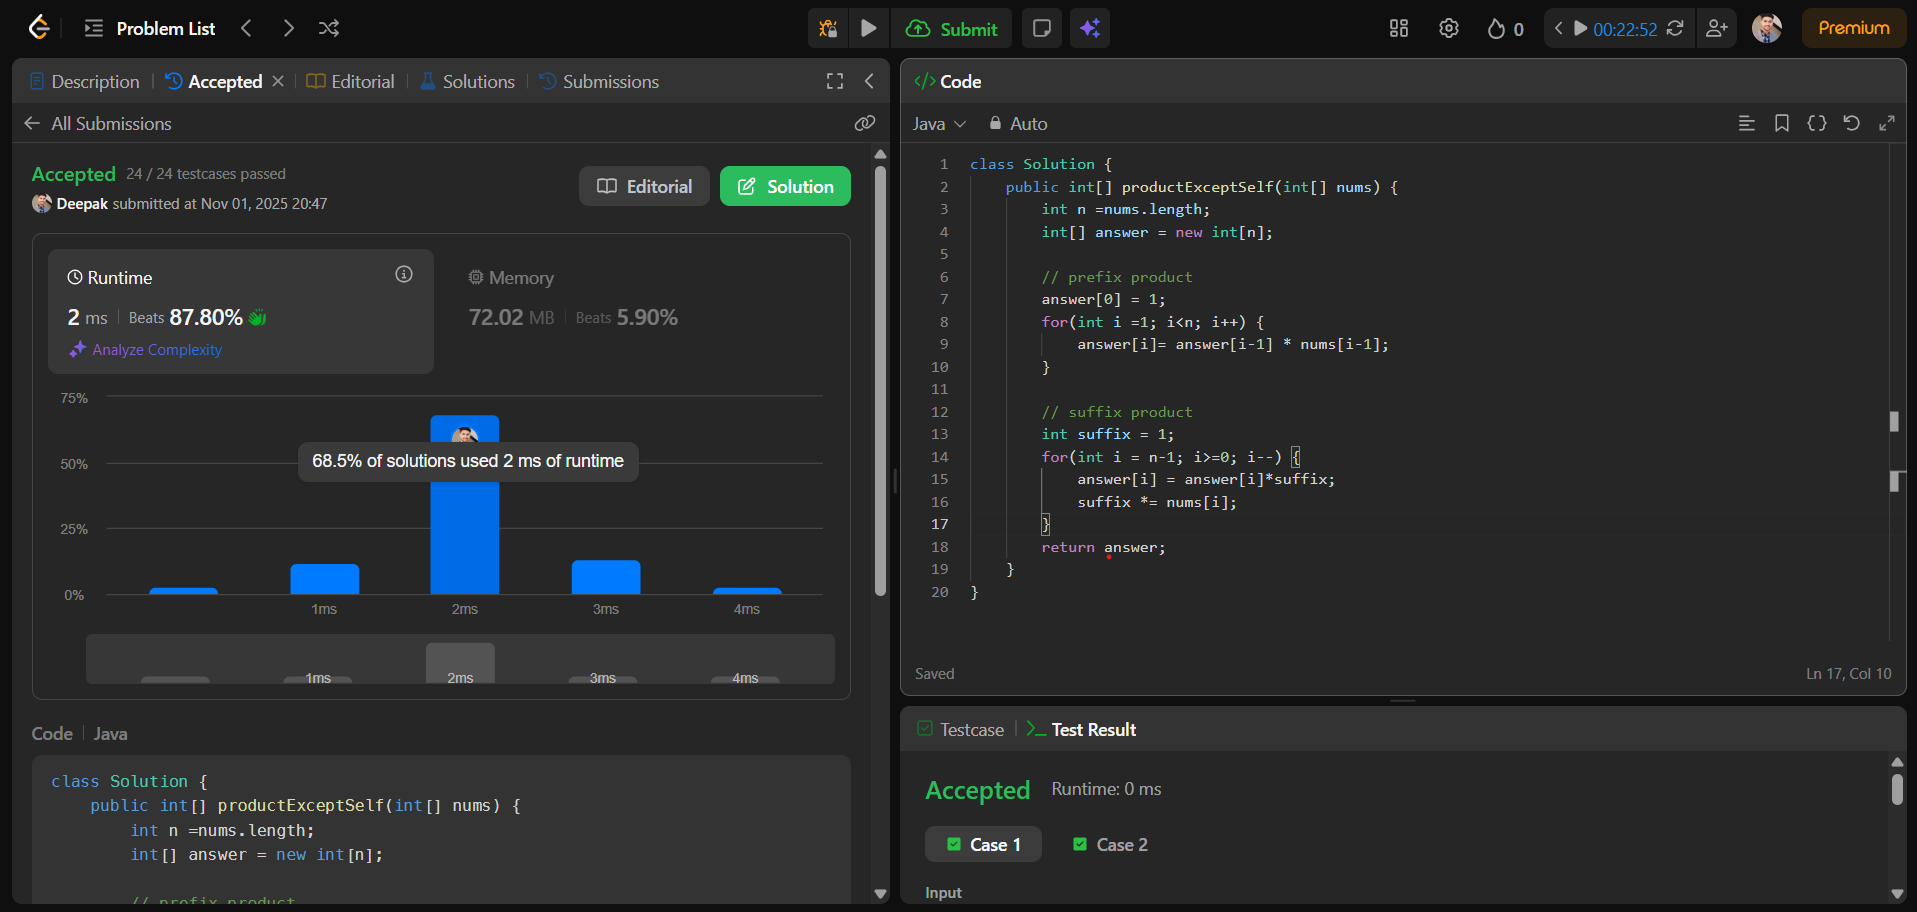 Problem List
Submit
0
00:22:52
Premium
Description
Accepted
Editorial
Solutions
Submissions
All Submissions
Accepted 24 / 24 testcases passed
Deepak submitted at Nov 01, 2025 20:47
Editorial
Solution
Runtime
2 ms Beats 87.80%
Analyze Complexity
Memory
72.02 MB Beats 5.90%
75%
50%
25%
0%
68.5% of solutions used 2 ms of runtime
1ms 2ms 3ms 4ms
1ms 2ms 3ms 4ms
Code Java
class Solution {
public int[] productExceptSelf(int[] nums) {
int n =nums.length;
int[] answer = new int[n];
// prefix product
Code
Java
Auto
1 class Solution {
2 public int[] productExceptSelf(int[] nums) {
3 int n =nums.length;
4 int[] answer = new int[n];
5
6 // prefix product
7 answer[0] = 1;
8 for(int i =1; i<n; i++) {
9 answer[i]= answer[i-1] * nums[i-1];
10 }
11
12 // suffix product
13 int suffix = 1;
14 for(int i = n-1; i>=0; i--) {
15 answer[i] = answer[i]*suffix;
16 suffix *= nums[i];
17 }
18 return answer;
19 }
20 }
Saved
Ln 17, Col 10
Testcase
Test Result
Accepted Runtime: 0 ms
Case 1 Case 2
Input